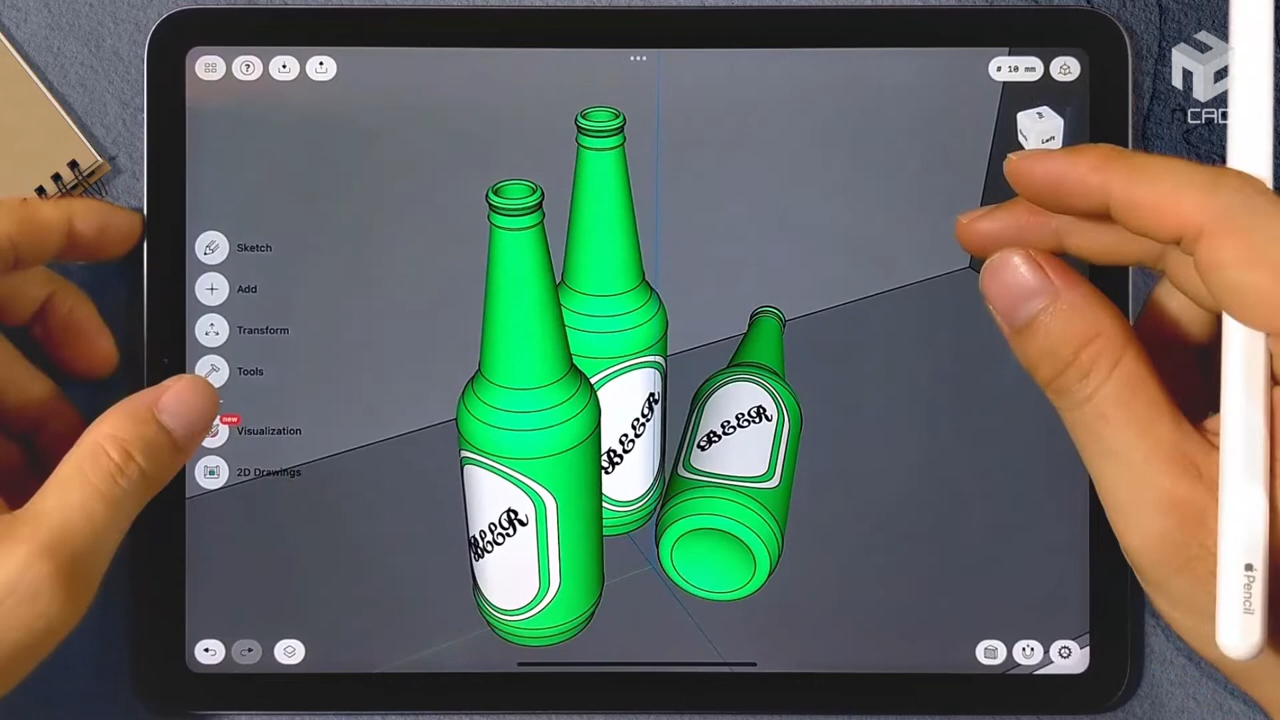 # 10 mm
CAD
Left
Sketch
Add
Transform
Tools
new
Visualization
2D Drawings
BEER
BEER
BEER
Pencil